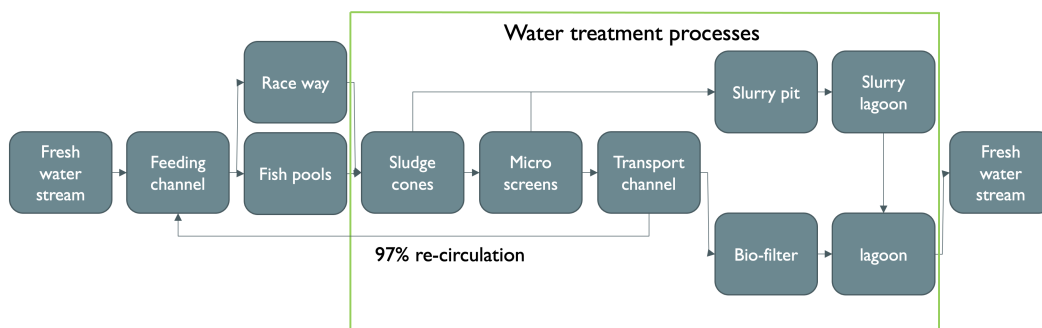 Water treatment processes
Race way
Slurry pit
Slurry
lagoon
Fresh
water
stream
Feeding
channel
Fish pools
Sludge
cones
Micro
screens
Transport
channel
Fresh
water
stream
97% re-circulation
Bio-filter
lagoon